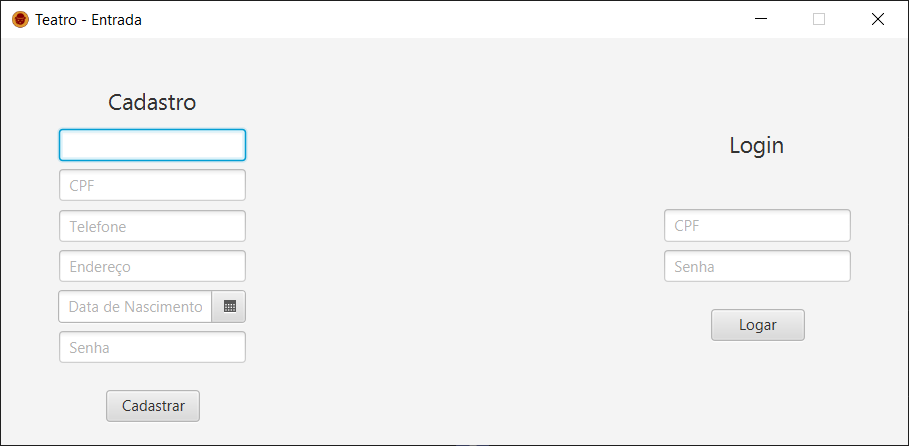 Teatro - Entrada
Cadastro
CPF
Telefone
Endereço
Data de Nascimento
Senha
Cadastrar
Login
CPF
Senha
Logar